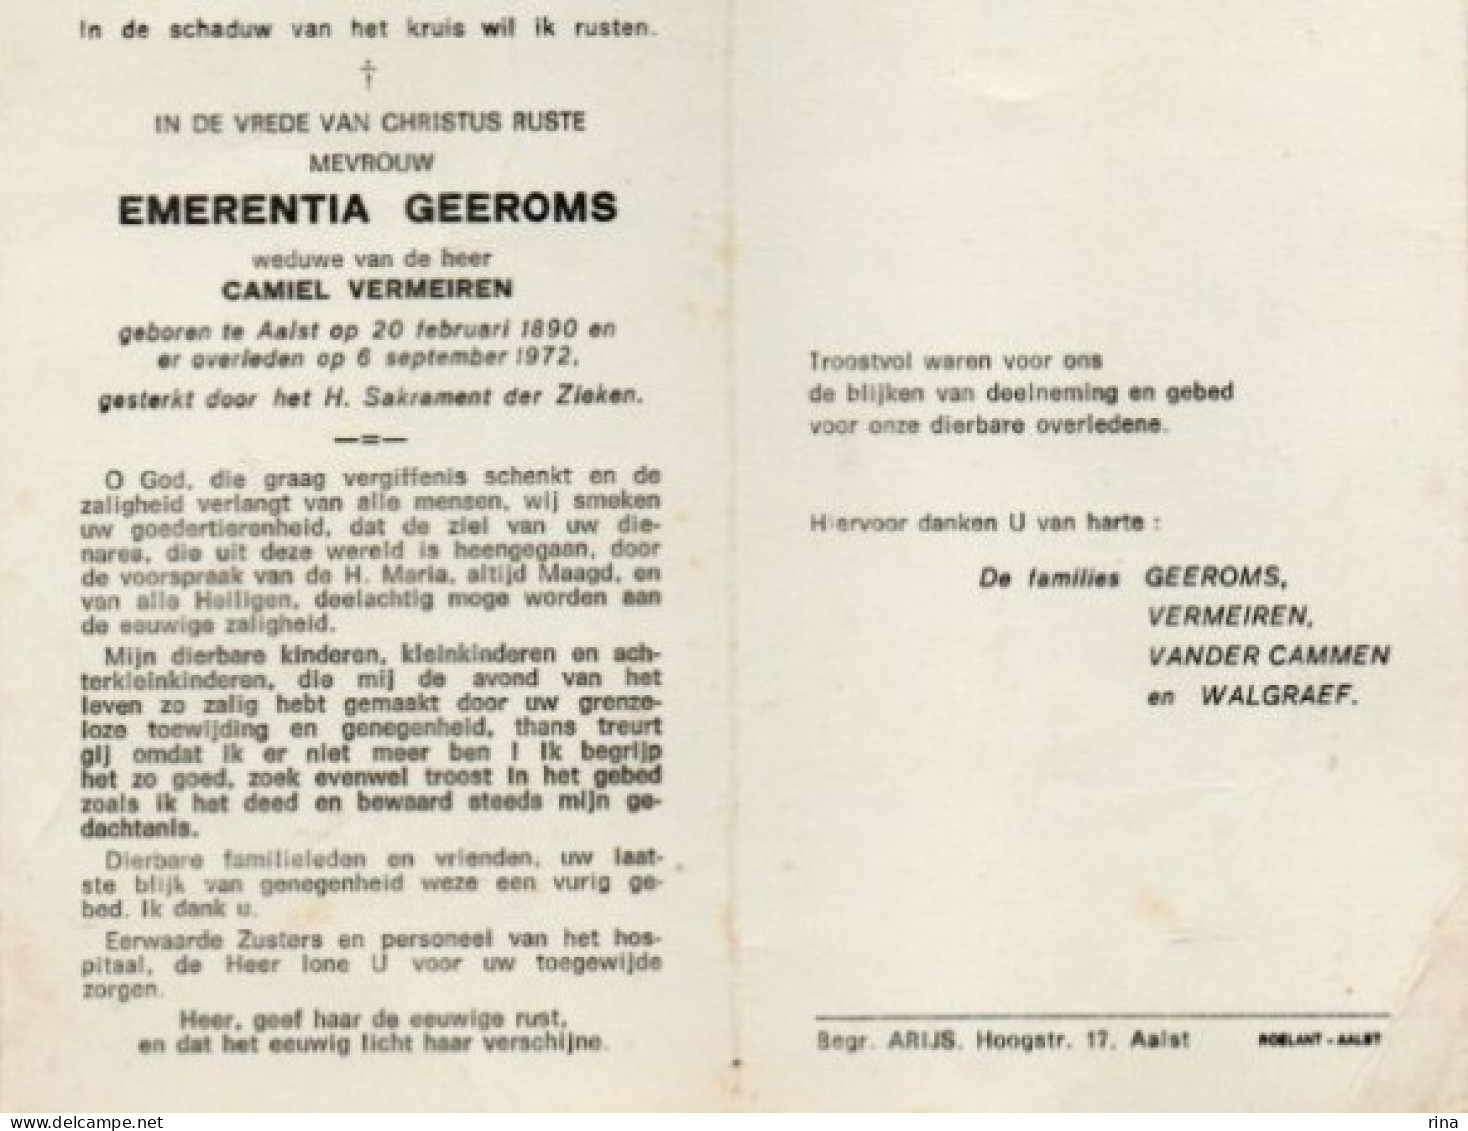 In de schaduw van het kruis wil ik rusten.
†
IN DE VREDE VAN CHRISTUS RUSTE
MEVROUW
EMERENTIA GEEROMS
weduwe van de heer
CAMIEL VERMEIREN
geboren te Aalst op 20 februari 1890 en
er overleden op 6 september 1972,
gesterkt door het H. Sakrament der Zieken.
—=—
O God, die graag vergiffenis schenkt en de
zaligheid verlangt van alle mensen, wij smeken
uw goedertierenheid, dat de ziel van uw die-
nares, die uit deze wereld is heengegaan, door
de voorspraak van de H. Maria, altijd Maagd, en
van alle Heiligen, deelachtig moge worden aan
de eeuwige zaligheid.
Mijn dierbare kinderen, kleinkinderen en ach-
terkleinkinderen, die mij de avond van het
leven zo zalig hebt gemaakt door uw grenze-
loze toewijding en genegenheid, thans treurt
gij omdat ik er niet meer ben ! Ik begrijp
het zo goed, zoek evenwel troost in het gebed
zoals ik het deed en bewaard steeds mijn ge-
dachtenis.
Dierbare familieleden en vrienden, uw laat-
ste blijk van genegenheid weze een vurig ge-
bed. Ik dank u.
Eerwaarde Zusters en personeel van het hos-
pitaal, de Heer lone U voor uw toegewijde
zorgen.
Heer, geef haar de eeuwige rust,
en dat het eeuwig licht haar verschijne.
Troostvol waren voor ons
de blijken van deelneming en gebed
voor onze dierbare overledene.
Hiervoor danken U van harte :
De families GEEROMS,
VERMEIREN,
VANDER CAMMEN
en WALGRAEF.
Begr. ARIJS, Hoogstr. 17, Aalst
ROELANT - AALST
delcampe.net
rina